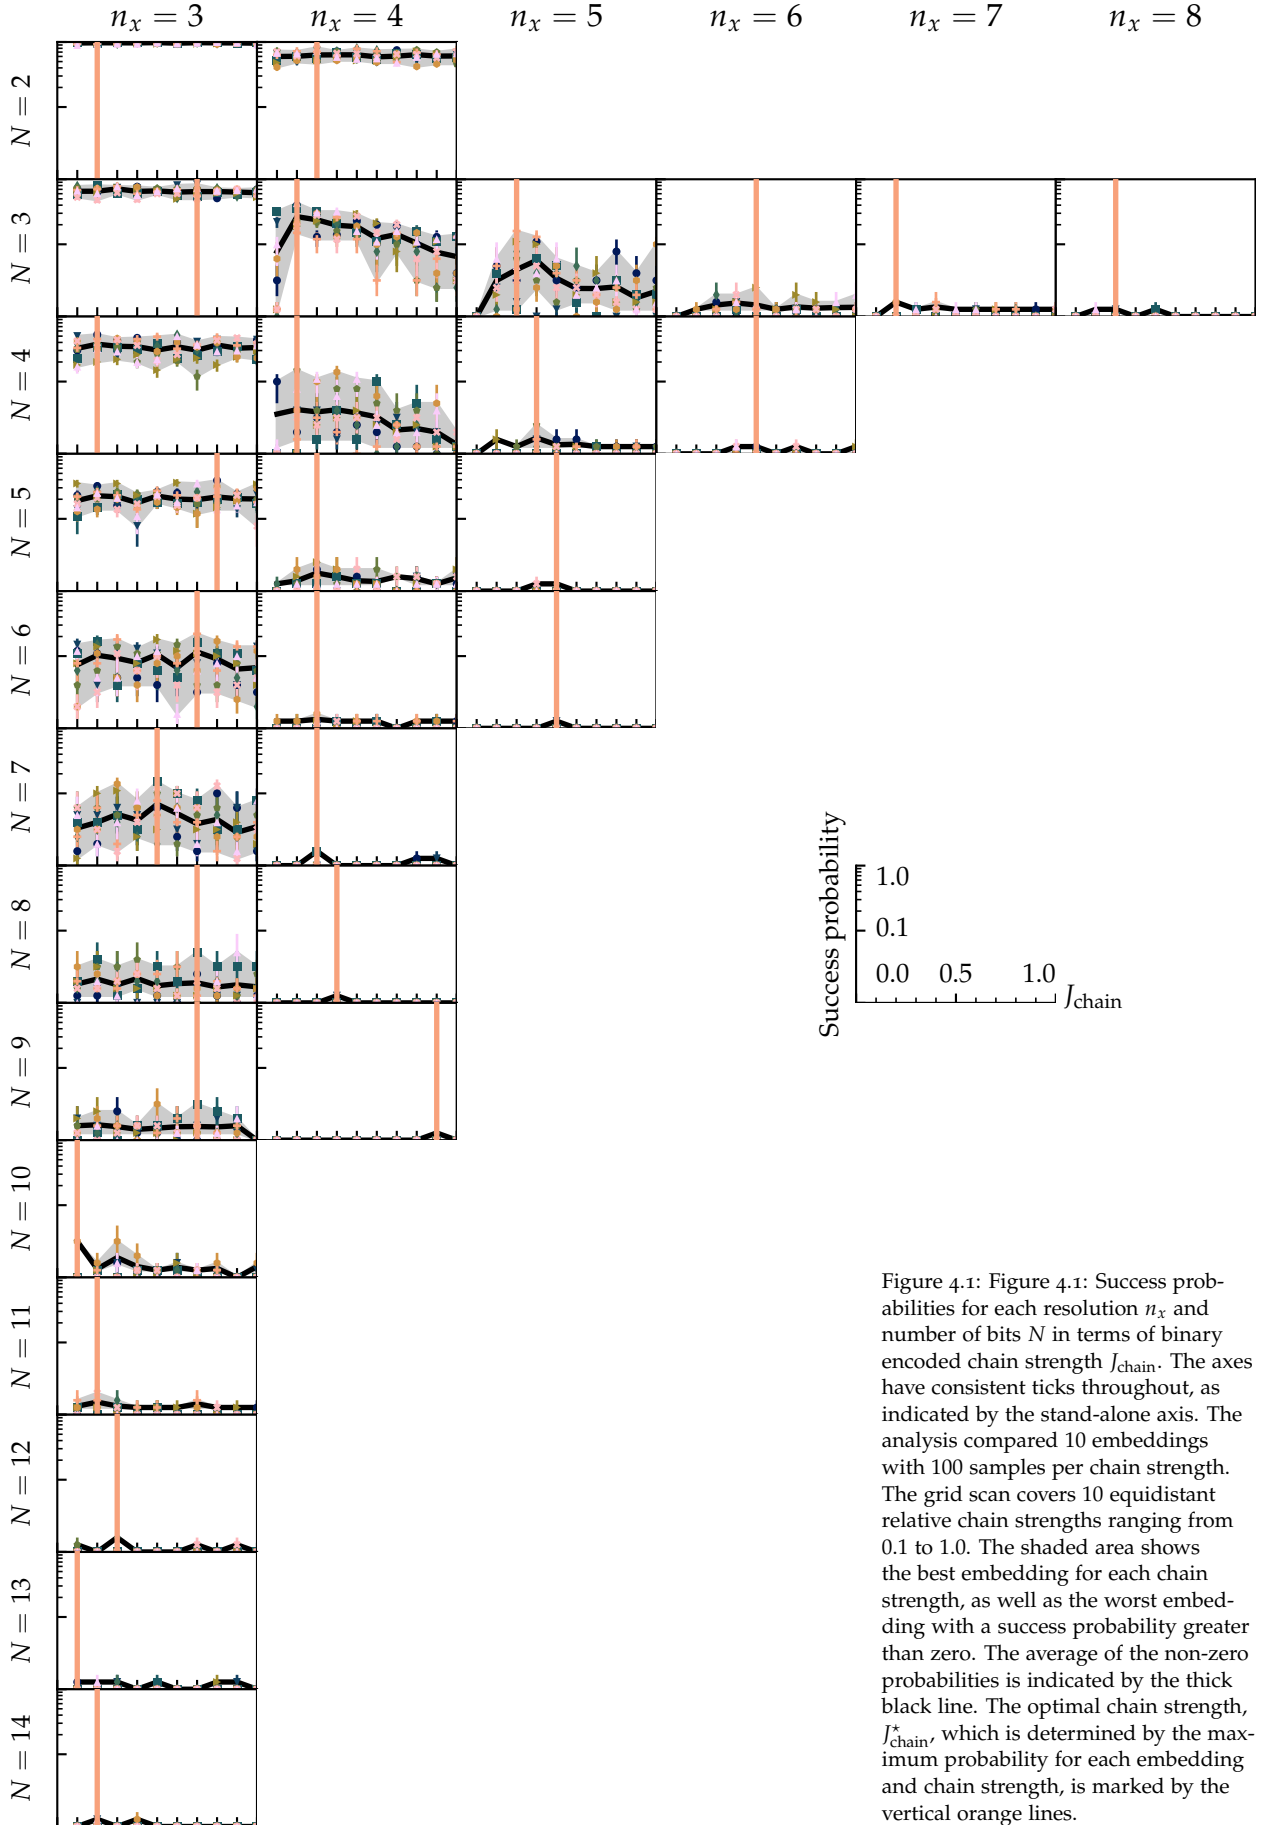 nₓ = 3 nₓ = 4 nₓ = 5 nₓ = 6 nₓ = 7 nₓ = 8
N = 2
N = 3
N = 4
N = 5
N = 6
N = 7
N = 8
N = 9
N = 10
N = 11
N = 12
N = 13
N = 14
Success probability
1.0
0.1
0.0 0.5 1.0
J_chain
Figure 4.1: Figure 4.1: Success prob-
abilities for each resolution nₓ and
number of bits N in terms of binary
encoded chain strength J_chain. The axes
have consistent ticks throughout, as
indicated by the stand-alone axis. The
analysis compared 10 embeddings
with 100 samples per chain strength.
The grid scan covers 10 equidistant
relative chain strengths ranging from
0.1 to 1.0. The shaded area shows
the best embedding for each chain
strength, as well as the worst embed-
ding with a success probability greater
than zero. The average of the non-zero
probabilities is indicated by the thick
black line. The optimal chain strength,
J⋆_chain, which is determined by the max-
imum probability for each embedding
and chain strength, is marked by the
vertical orange lines.